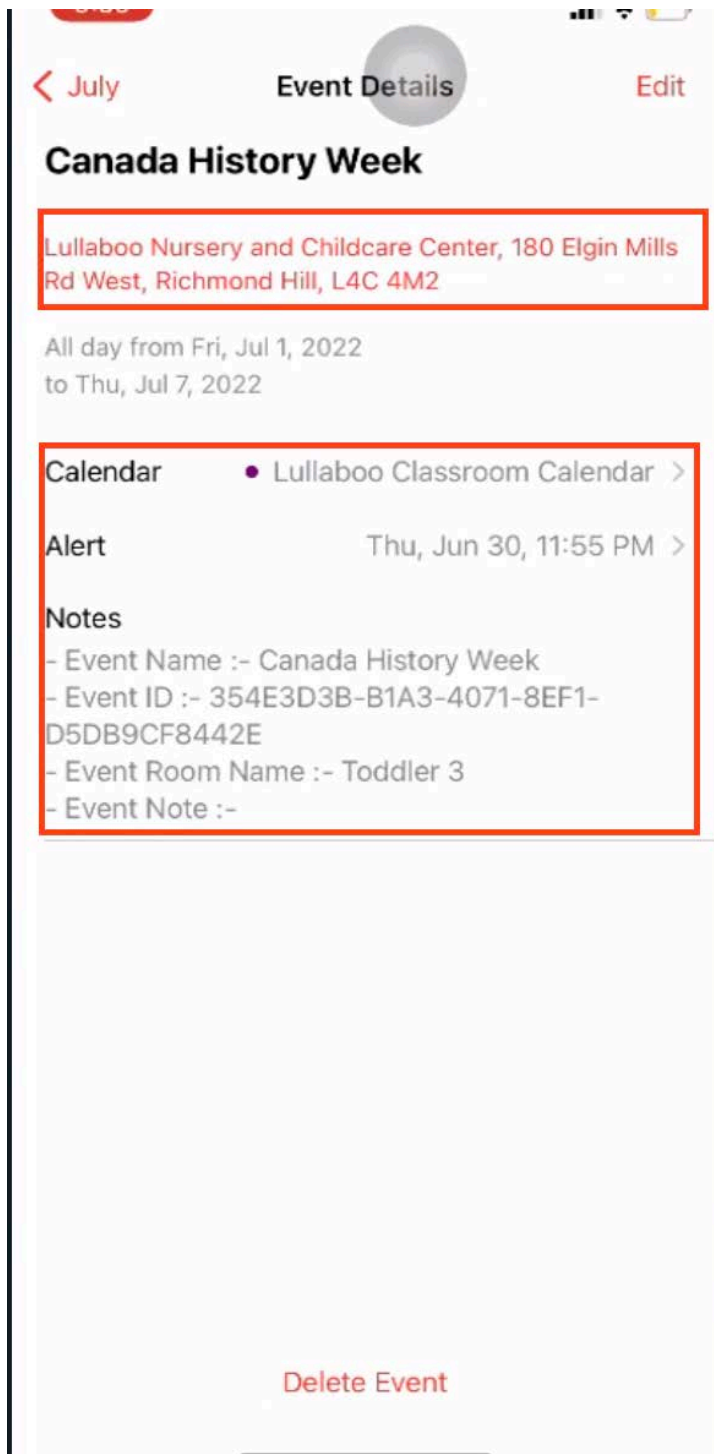 July
Event Details
Edit
Canada History Week
Lullaboo Nursery and Childcare Center, 180 Elgin Mills
Rd West, Richmond Hill, L4C 4M2
All day from Fri, Jul 1, 2022
to Thu, Jul 7, 2022
Calendar
Lullaboo Classroom Calendar
Alert
Thu, Jun 30, 11:55 PM
Notes
- Event Name :- Canada History Week
- Event ID :- 354E3D3B-B1A3-4071-8EF1-
D5DB9CF8442E
- Event Room Name :- Toddler 3
- Event Note :-
Delete Event